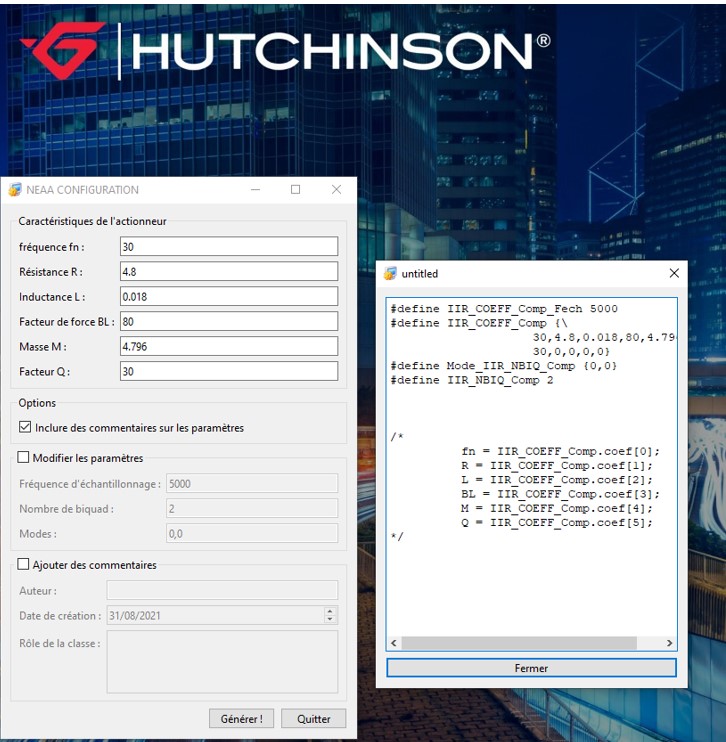 HUTCHINSON®
NEAA CONFIGURATION
Caractéristiques de l'actionneur
fréquence fn : 30
Résistance R : 4.8
Inductance L : 0.018
Facteur de force BL : 80
Masse M : 4.796
Facteur Q : 30
Options
Inclure des commentaires sur les paramètres
Modifier les paramètres
Fréquence d'échantillonnage : 5000
Nombre de biquad : 2
Modes : 0,0
Ajouter des commentaires
Auteur :
Date de création : 31/08/2021
Rôle de la classe :
Générer !
Quitter
untitled
#define IIR_COEFF_Comp_Fech 5000
#define IIR_COEFF_Comp {\
30,4.8,0.018,80,4.79
30,0,0,0,0}
#define Mode_IIR_NBIQ_Comp {0,0}
#define IIR_NBIQ_Comp 2
/*
fn = IIR_COEFF_Comp.coef[0];
R = IIR_COEFF_Comp.coef[1];
L = IIR_COEFF_Comp.coef[2];
BL = IIR_COEFF_Comp.coef[3];
M = IIR_COEFF_Comp.coef[4];
Q = IIR_COEFF_Comp.coef[5];
*/
Fermer